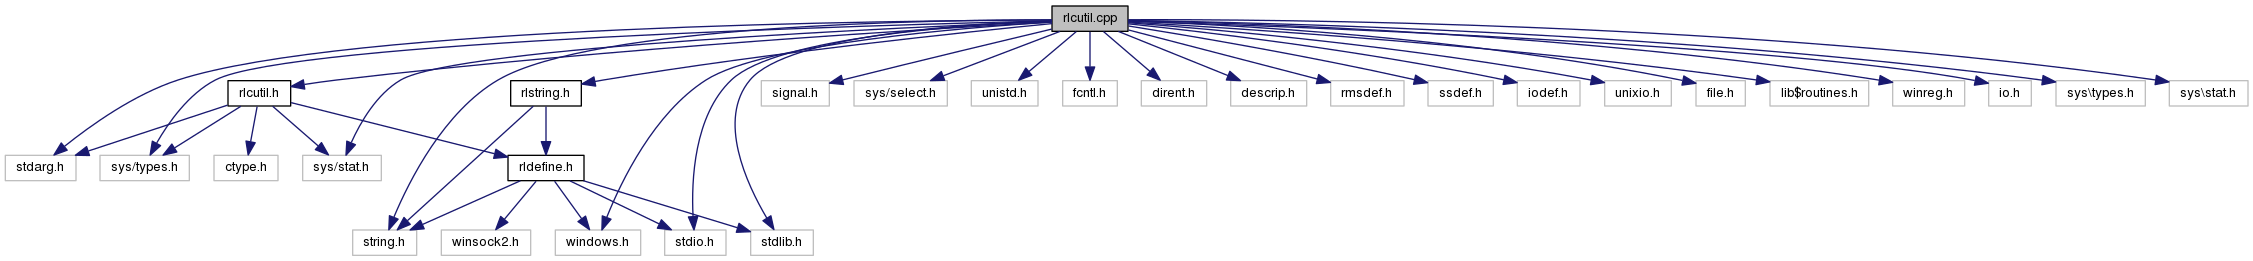 rlcutil.cpp
rlcutil.h
rlstring.h
signal.h
sys/select.h
unistd.h
fcntl.h
dirent.h
descrip.h
rmsdef.h
ssdef.h
iodef.h
unixio.h
file.h
lib$routines.h
winreg.h
io.h
sys\types.h
sys\stat.h
stdarg.h
sys/types.h
ctype.h
sys/stat.h
rldefine.h
string.h
winsock2.h
windows.h
stdio.h
stdlib.h